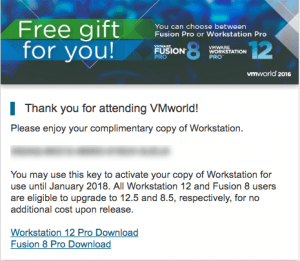 Free gift
for you!
You can choose between
Fusion Pro or Workstation Pro
VMWARE
FUSION 8
PRO
VMWARE
WORKSTATION 12
PRO
vmworld 2016
Thank you for attending VMworld!
Please enjoy your complimentary copy of Workstation.
You may use this key to activate your copy of Workstation for
use until January 2018. All Workstation 12 and Fusion 8 users
are eligible to upgrade to 12.5 and 8.5, respectively, for no
additional cost upon release.
Workstation 12 Pro Download
Fusion 8 Pro Download